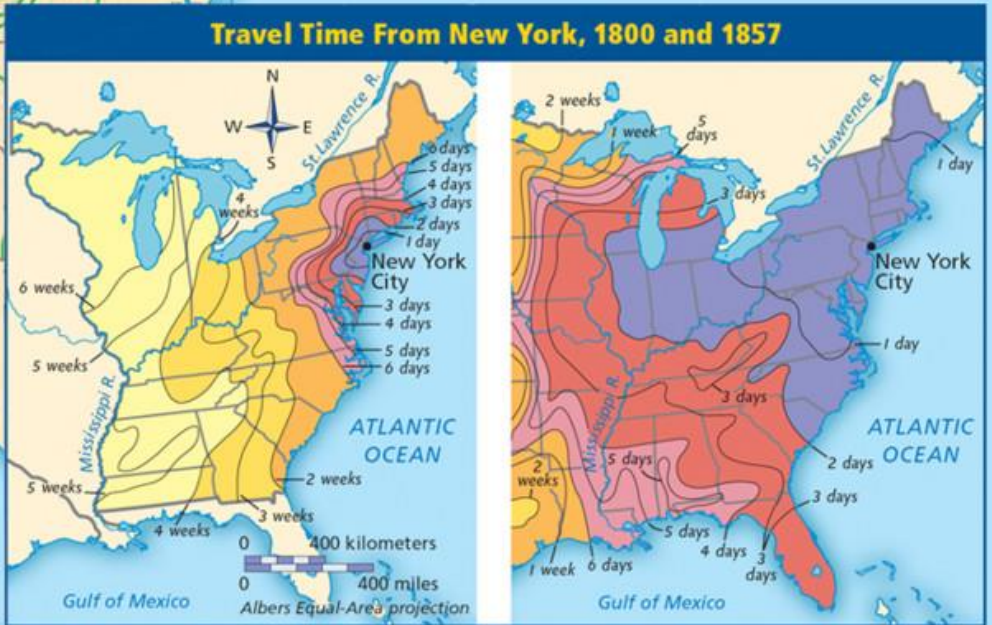 Travel Time From New York, 1800 and 1857
N
W
E
S
St. Lawrence R.
6 days
5 days
4 days
3 days
2 days
1 day
4
weeks
New York
City
6 weeks
3 days
4 days
5 days
6 days
5 weeks
Mississippi R.
ATLANTIC
OCEAN
5 weeks
2 weeks
3 weeks
4 weeks
0
400 kilometers
0
400 miles
Gulf of Mexico
Albers Equal-Area projection
2 weeks
1 week
5
days
St. Lawrence R.
1 day
3 days
New York
City
1 day
3 days
Mississippi R.
ATLANTIC
OCEAN
5 days
2 days
2
weeks
3 days
5 days
4 days
3
days
1 week
6 days
Gulf of Mexico